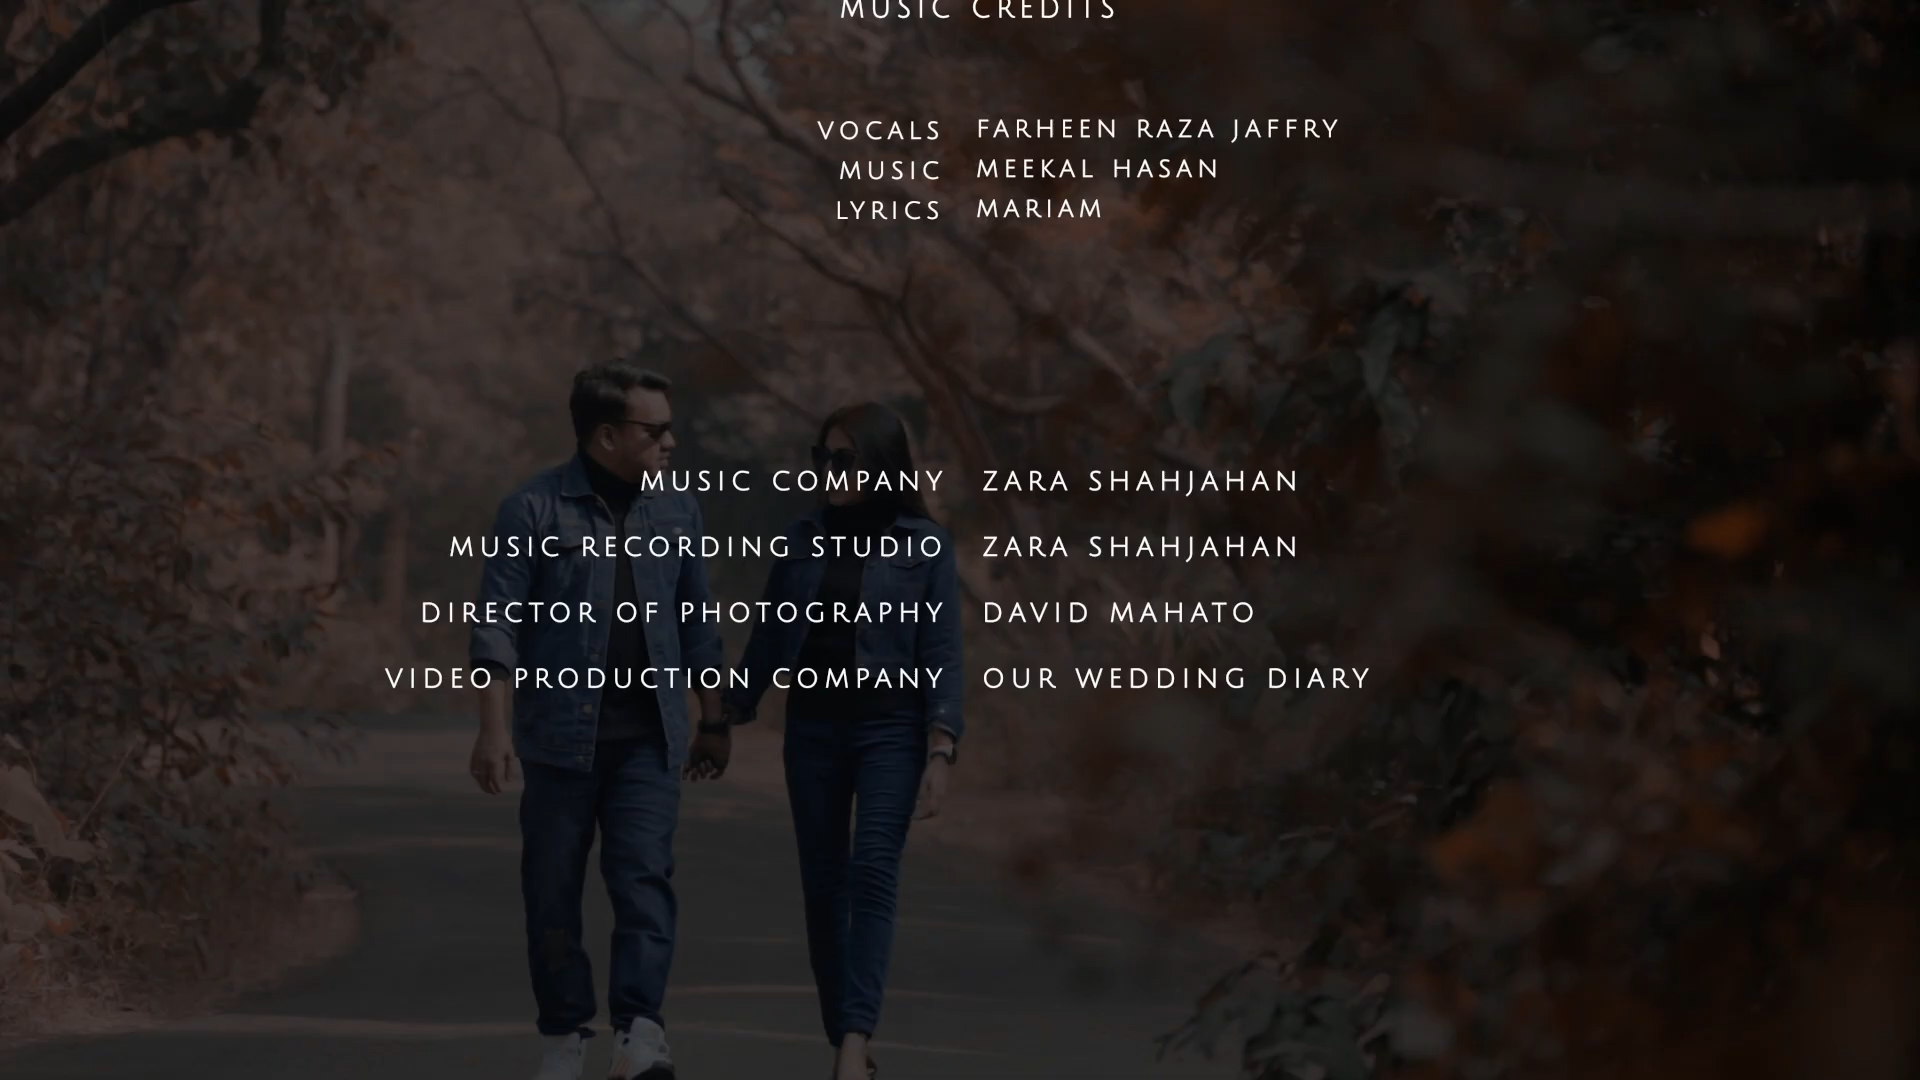 MUSIC CREDITS
VOCALS FARHEEN RAZA JAFFRY
MUSIC MEEKAL HASAN
LYRICS MARIAM
MUSIC COMPANY ZARA SHAHJAHAN
MUSIC RECORDING STUDIO ZARA SHAHJAHAN
DIRECTOR OF PHOTOGRAPHY DAVID MAHATO
VIDEO PRODUCTION COMPANY OUR WEDDING DIARY